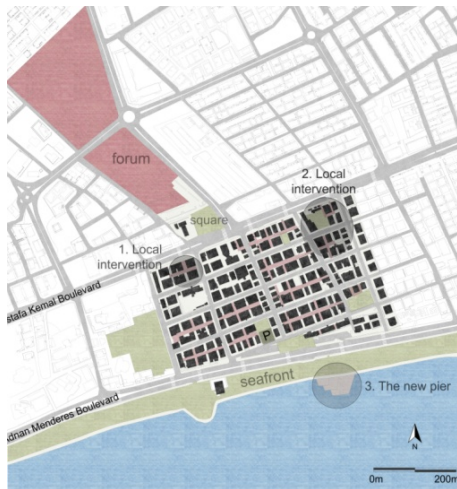 forum
2. Local
intervention
square
1. Local
intervention
stafa Kemal Boulevard
P
seafront
3. The new pier
Adnan Menderes Boulevard
N
0m 200m